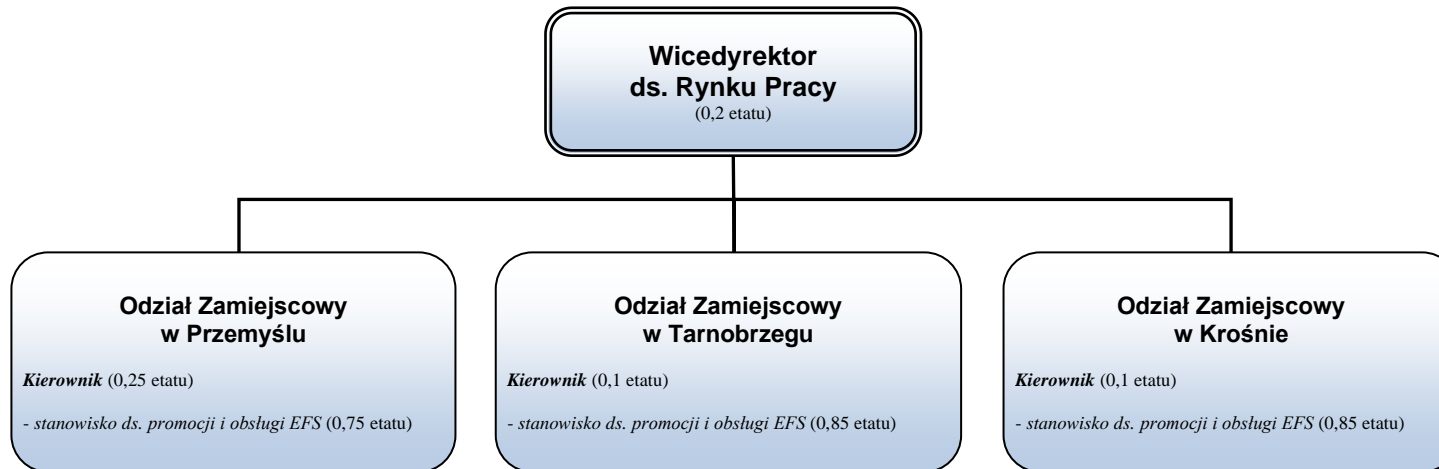 Wicedyrektor
ds. Rynku Pracy
(0,2 etatu)
Odział Zamiejscowy
w Przemyślu
Kierownik (0,25 etatu)
- stanowisko ds. promocji i obsługi EFS (0,75 etatu)
Odział Zamiejscowy
w Tarnobrzegu
Kierownik (0,1 etatu)
- stanowisko ds. promocji i obsługi EFS (0,85 etatu)
Odział Zamiejscowy
w Krośnie
Kierownik (0,1 etatu)
- stanowisko ds. promocji i obsługi EFS (0,85 etatu)